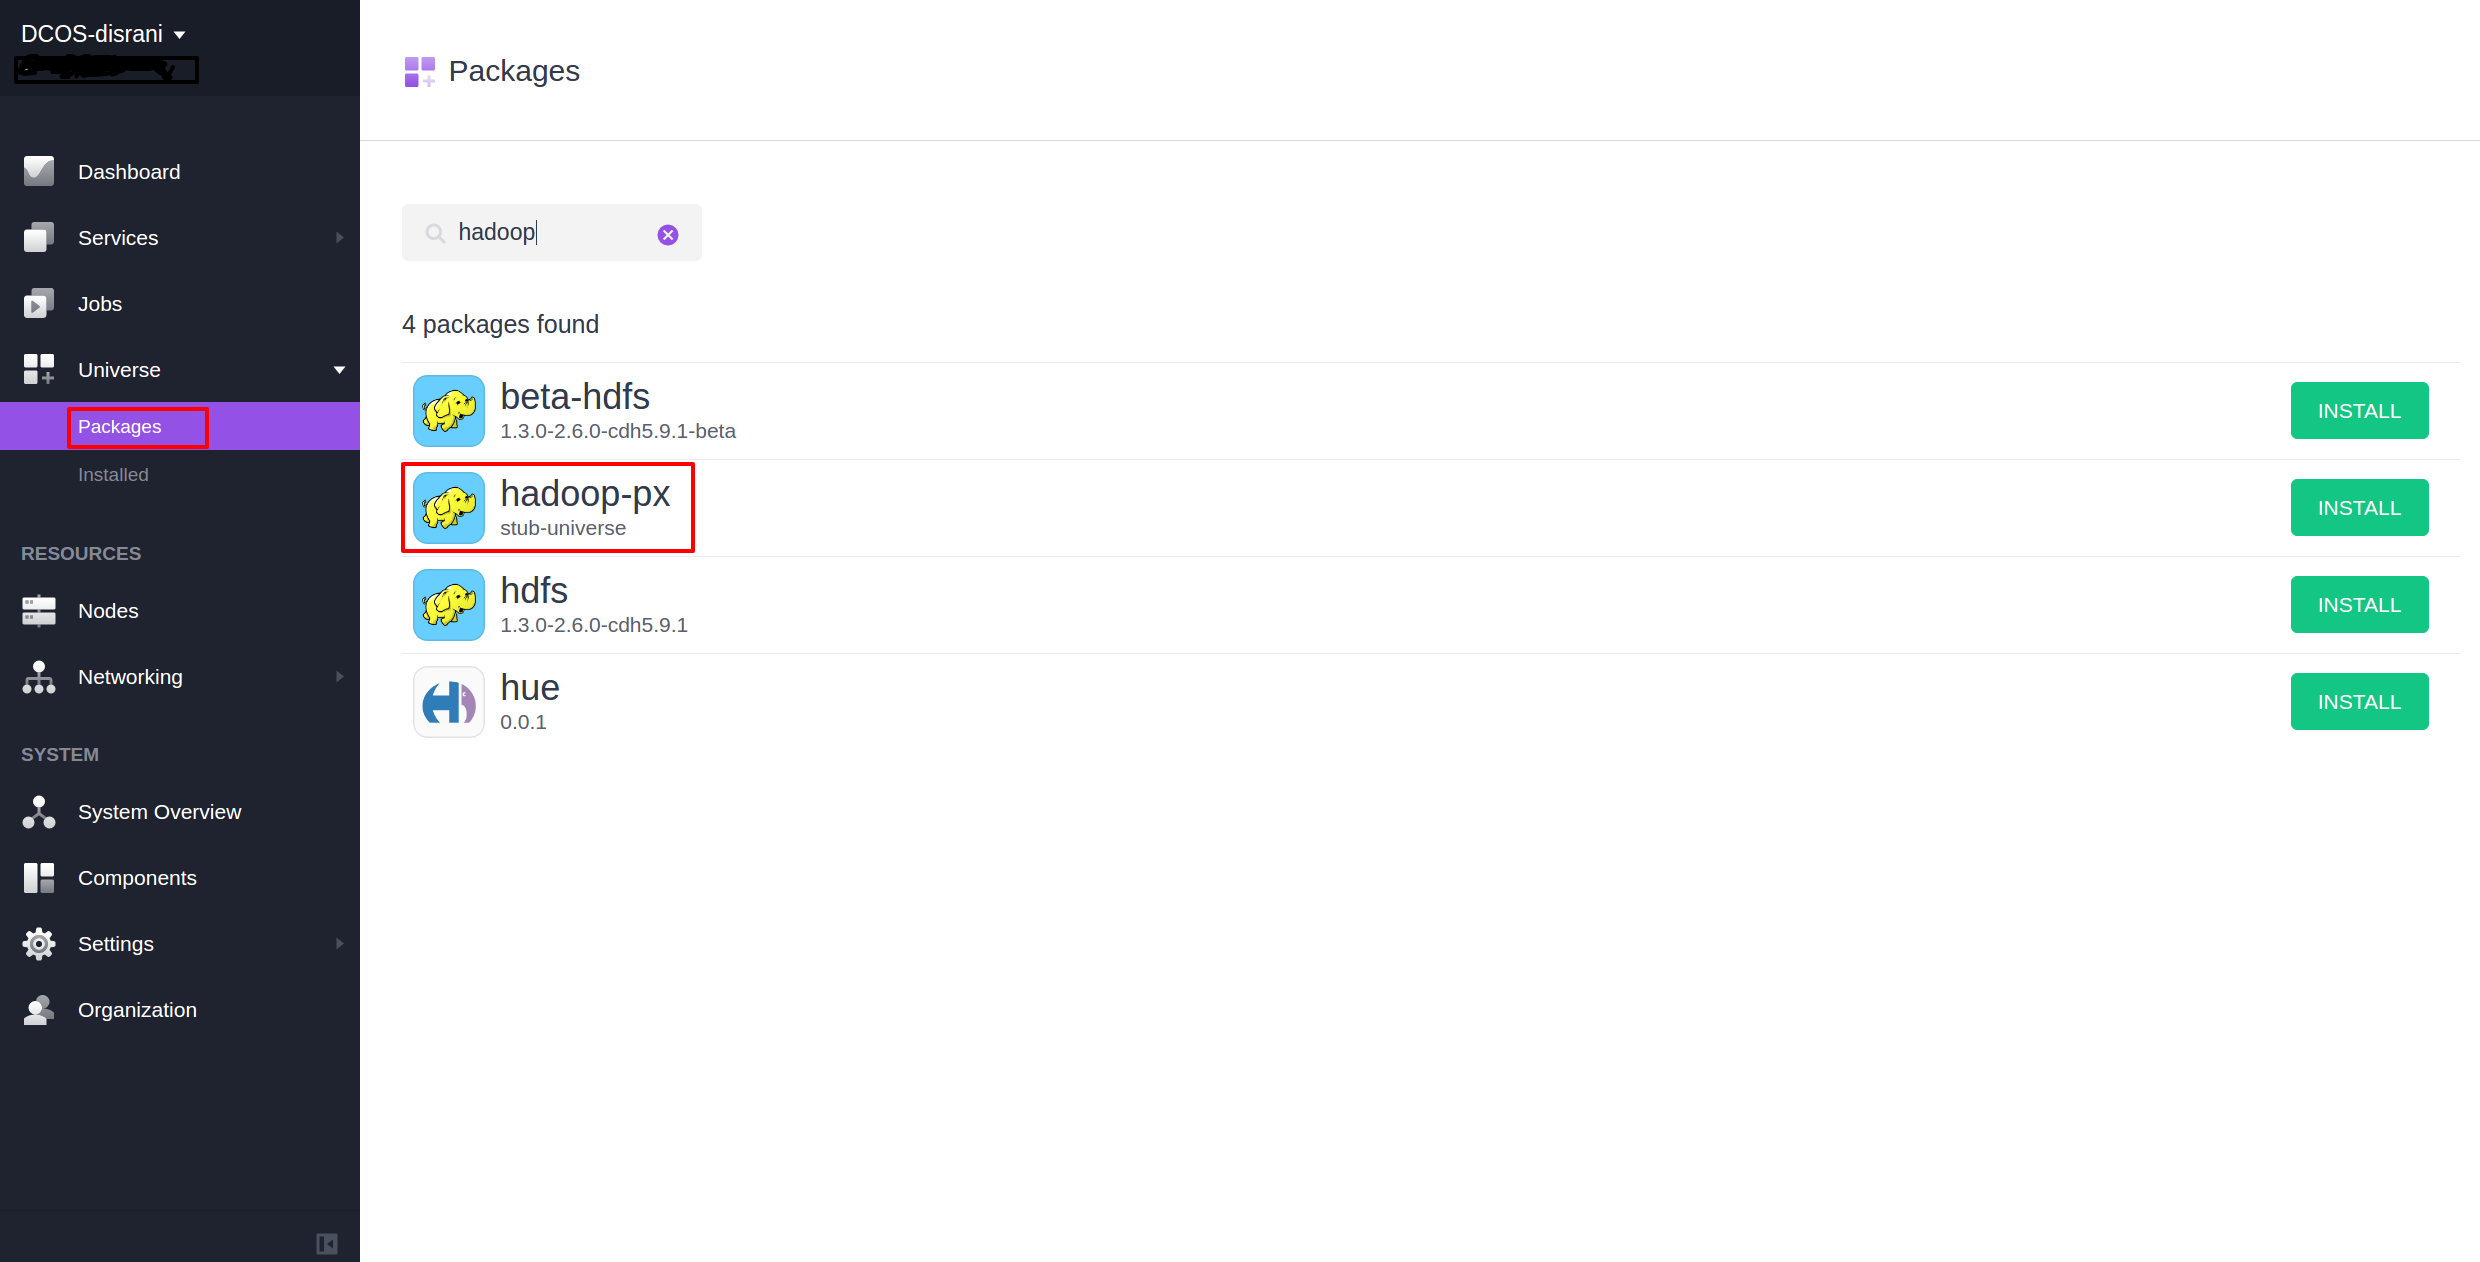 DCOS-disrani
Dashboard
Services
Jobs
Universe
Packages
Installed
RESOURCES
Nodes
Networking
SYSTEM
System Overview
Components
Settings
Organization
Packages
hadoop
4 packages found
beta-hdfs
1.3.0-2.6.0-cdh5.9.1-beta
INSTALL
hadoop-px
stub-universe
INSTALL
hdfs
1.3.0-2.6.0-cdh5.9.1
INSTALL
hue
0.0.1
INSTALL